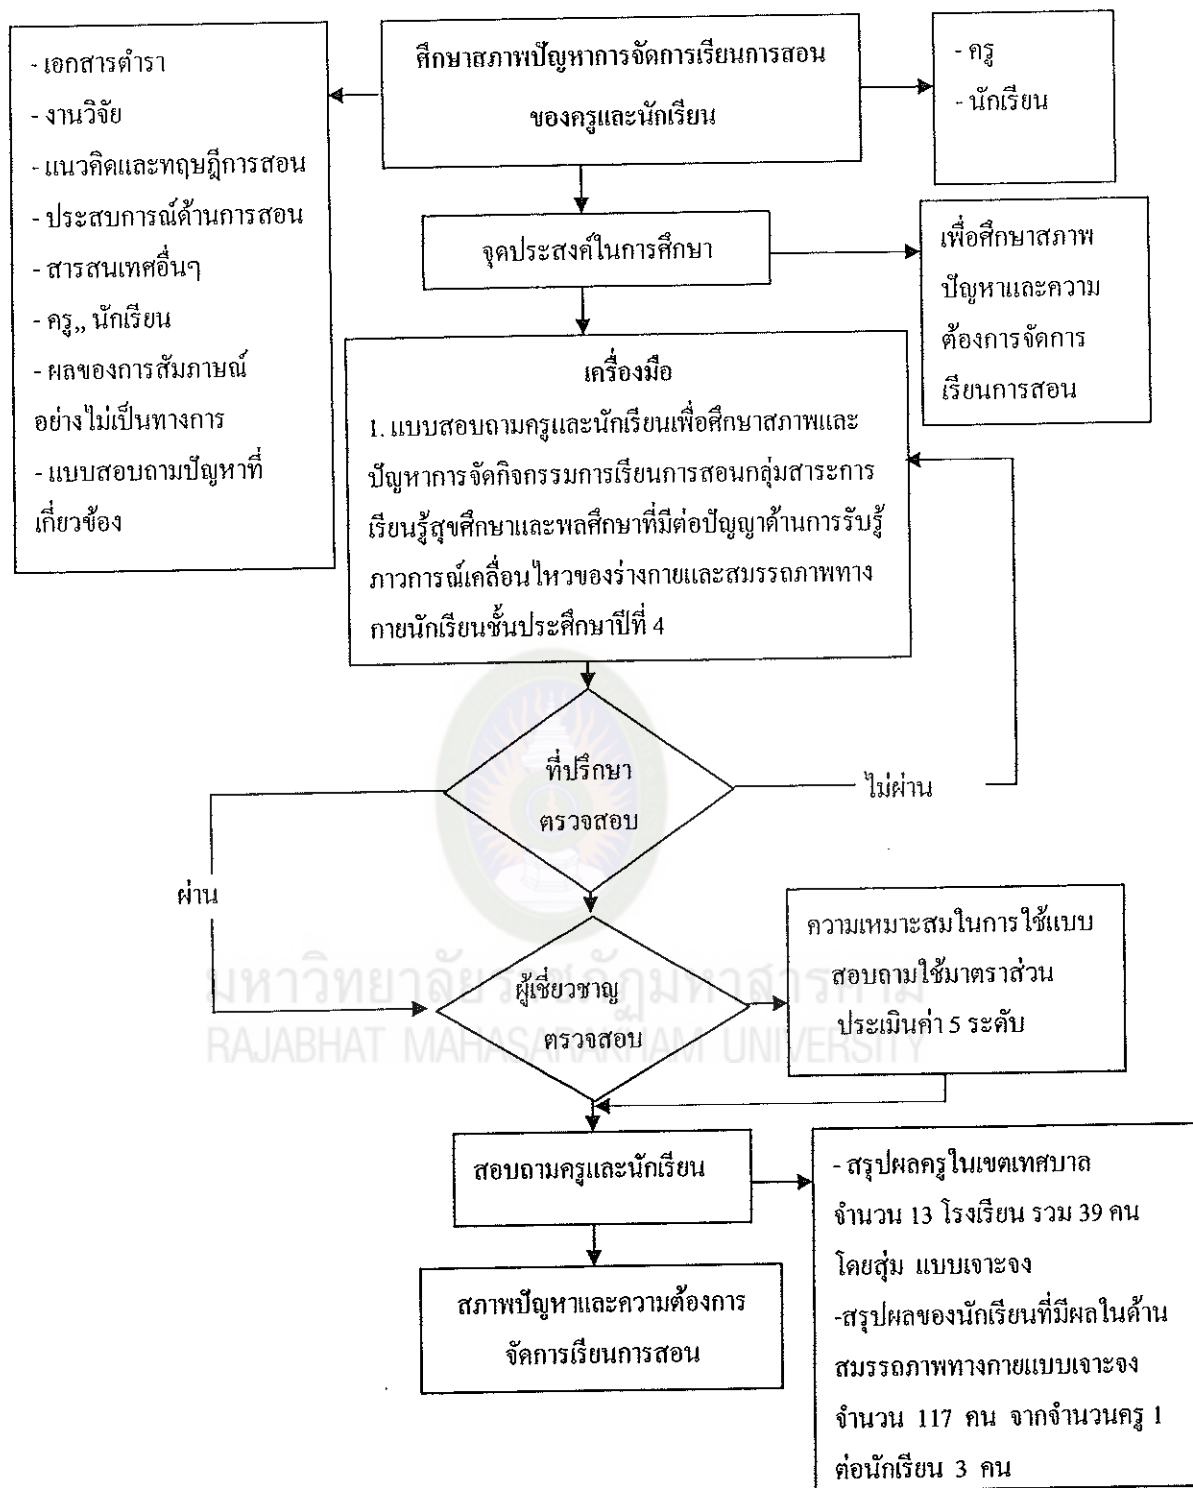 ศึกษาสภาพปัญหาการจัดการเรียนการสอน
ของครูและนักเรียน
- เอกสารตำรา
- งานวิจัย
- แนวคิดและทฤษฎีการสอน
- ประสบการณ์ด้านการสอน
- สารสนเทศอื่นๆ
- ครู,, นักเรียน
- ผลของการสัมภาษณ์
อย่างไม่เป็นทางการ
- แบบสอบถามปัญหาที่
เกี่ยวข้อง
- ครู
- นักเรียน
จุดประสงค์ในการศึกษา
เพื่อศึกษาสภาพ
ปัญหาและความ
ต้องการจัดการ
เรียนการสอน
เครื่องมือ
1. แบบสอบถามครูและนักเรียนเพื่อศึกษาสภาพและ
ปัญหาการจัดกิจกรรมการเรียนการสอนกลุ่มสาระการ
เรียนรู้สุขศึกษาและพลศึกษาที่มีต่อปัญญาด้านการรับรู้
ภาวการณ์เคลื่อนไหวของร่างกายและสมรรถภาพทาง
กายนักเรียนชั้นประศึกษาปีที่ 4
ที่ปรึกษา
ตรวจสอบ
ไม่ผ่าน
ผ่าน
ผู้เชี่ยวชาญ
ตรวจสอบ
ความเหมาะสมในการใช้แบบ
สอบถามใช้มาตราส่วน
ประเมินค่า 5 ระดับ
มหาวิทยาลัยราชภัฏมหาสารคาม
RAJABHAT MAHASARAKHAM UNIVERSITY
สอบถามครูและนักเรียน
- สรุปผลครูในเขตเทศบาล
จำนวน 13 โรงเรียน รวม 39 คน
โดยสุ่ม แบบเจาะจง
-สรุปผลของนักเรียนที่มีผลในด้าน
สมรรถภาพทางกายแบบเจาะจง
จำนวน 117 คน จากจำนวนครู 1
ต่อนักเรียน 3 คน
สภาพปัญหาและความต้องการ
จัดการเรียนการสอน